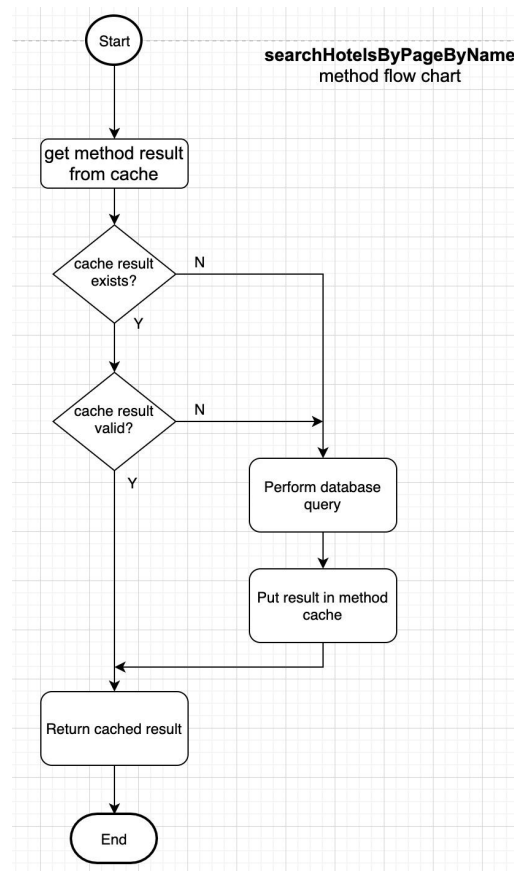 Start
searchHotelsByPageByName
method flow chart
get method result
from cache
cache result
exists?
N
Y
cache result
valid?
N
Y
Perform database
query
Put result in method
cache
Return cached result
End